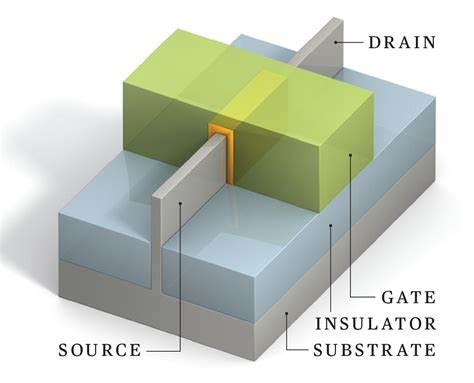 DRAIN
GATE
INSULATOR
SOURCE
SUBSTRATE